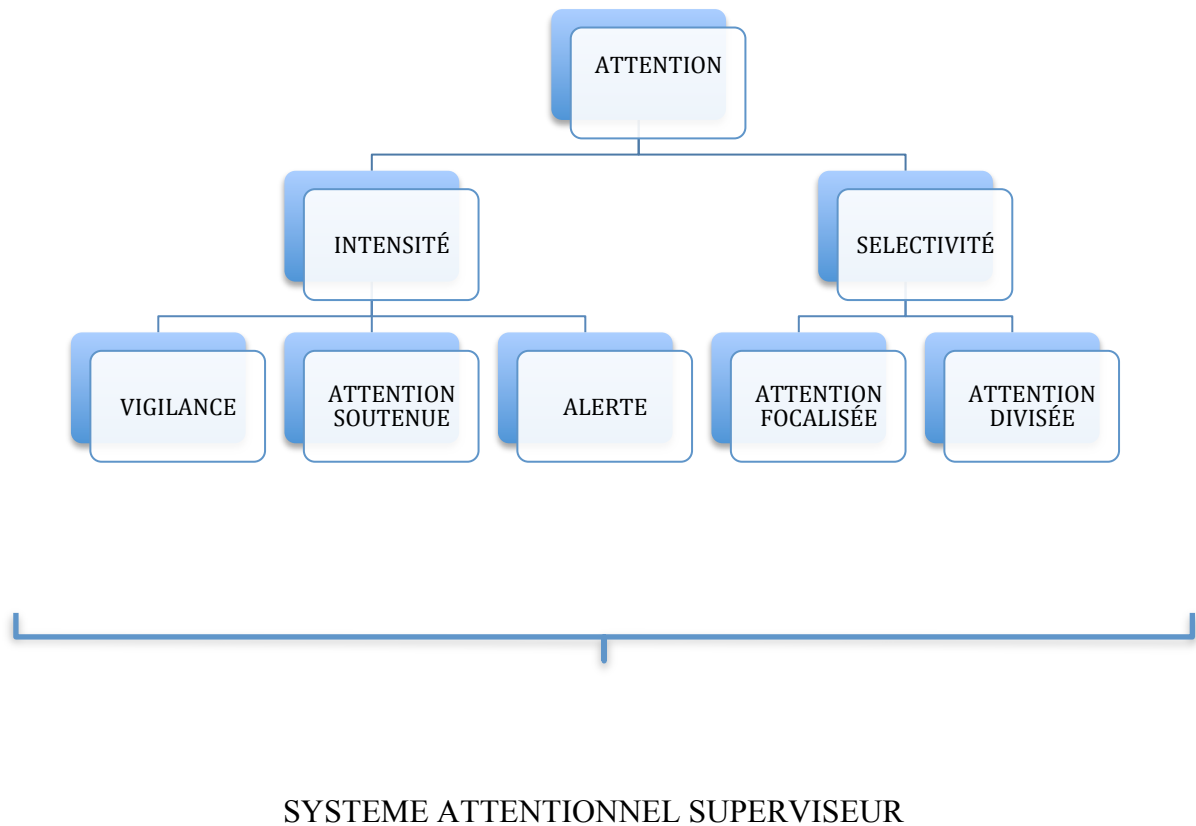 ATTENTION
INTENSITÉ
SELECTIVITÉ
VIGILANCE
ATTENTION
SOUTENUE
ALERTE
ATTENTION
FOCALISÉE
ATTENTION
DIVISÉE
SYSTEME ATTENTIONNEL SUPERVISEUR